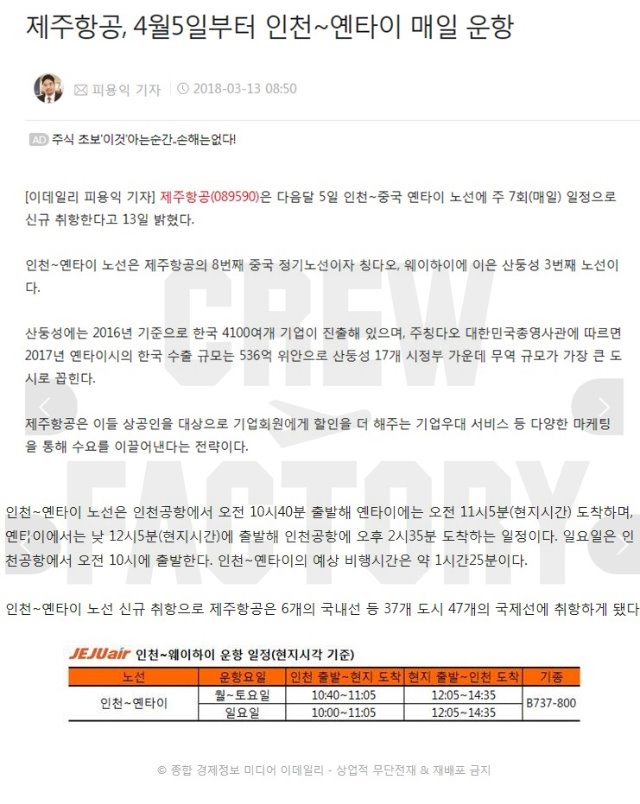 제주항공, 4월5일부터 인천~옌타이 매일 운항
피용익 기자 2018-03-13 08:50
AD 주식 초보'이것'아는순간..손해는없다!
[이데일리 피용익 기자] 제주항공(089590)은 다음달 5일 인천~중국 옌타이 노선에 주 7회(매일) 일정으로
신규 취항한다고 13일 밝혔다.
인천~옌타이 노선은 제주항공의 8번째 중국 정기노선이자 칭다오, 웨이하이에 이은 산둥성 3번째 노선이
다.
산둥성에는 2016년 기준으로 한국 4100여개 기업이 진출해 있으며, 주칭다오 대한민국총영사관에 따르면
2017년 옌타이시의 한국 수출 규모는 536억 위안으로 산둥성 17개 시정부 가운데 무역 규모가 가장 큰 도
시로 꼽힌다.
제주항공은 이들 상공인을 대상으로 기업회원에게 할인을 더 해주는 기업우대 서비스 등 다양한 마케팅
을 통해 수요를 이끌어낸다는 전략이다.
인천~옌타이 노선은 인천공항에서 오전 10시40분 출발해 옌타이에는 오전 11시5분(현지시간) 도착하며,
옌타이에서는 낮 12시5분(현지시간)에 출발해 인천공항에 오후 2시35분 도착하는 일정이다. 일요일은 인
천공항에서 오전 10시에 출발한다. 인천~옌타이의 예상 비행시간은 약 1시간25분이다.
인천~옌타이 노선 신규 취항으로 제주항공은 6개의 국내선 등 37개 도시 47개의 국제선에 취항하게 됐다
CREW
FACTORY
JEJUair 인천~웨이하이 운항 일정(현지시각 기준)
노선 운항요일 인천 출발~현지 도착 현지 출발~인천 도착 기종
인천~옌타이 월~토요일 10:40~11:05 12:05~14:35 B737-800
일요일 10:00~11:05 12:05~14:35
© 종합 경제정보 미디어 이데일리 - 상업적 무단전재 & 재배포 금지